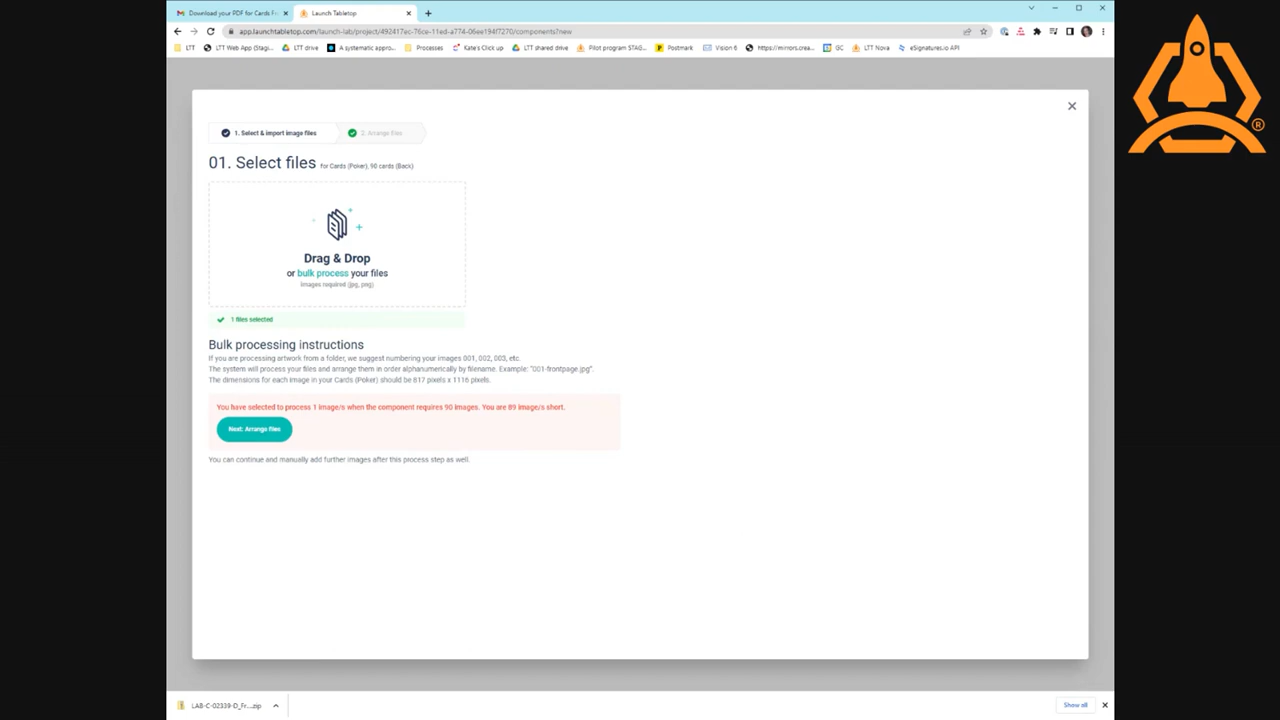 Download your PDF for Cards Fr
Launch Tabletop
app.launchtabletop.com/launch-lab/project/492417ec-76ce-11ed-a774-06ee194f7270/components?new
LTT
LTT Web App (Stagi...
LTT drive
A systematic appro...
Processes
Kate's Click up
LTT shared drive
Pilot program STAG...
Postmark
Vision 6
https://mirrors.crea...
GC
LTT Nova
eSignatures.io API
1. Select & import image files
2. Arrange files
01. Select files for Cards (Poker), 90 cards (Back)
Drag & Drop
or bulk process your files
Images required (jpg, png)
1 files selected
Bulk processing instructions
If you are processing artwork from a folder, we suggest numbering your images 001, 002, 003, etc.
The system will process your files and arrange them in order alphanumerically by filename. Example: "001-frontpage.jpg".
The dimensions for each image in your Cards (Poker) should be 817 pixels x 1116 pixels.
You have selected to process 1 image/s when the component requires 90 images. You are 89 image/s short.
Next: Arrange files
You can continue and manually add further images after this process step as well.
LAB-C-02339-D_Fr....zip
Show all
®